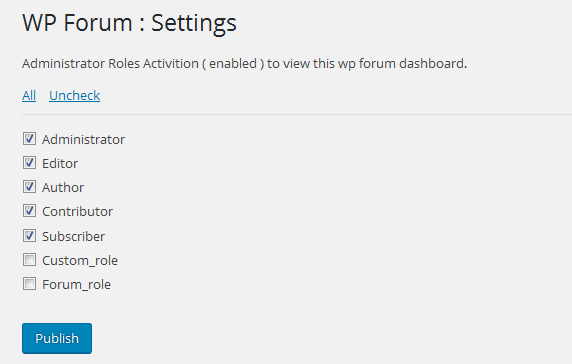 WP Forum : Settings
Administrator Roles Activition ( enabled ) to view this wp forum dashboard.
All Uncheck
Administrator
Editor
Author
Contributor
Subscriber
Custom_role
Forum_role
Publish